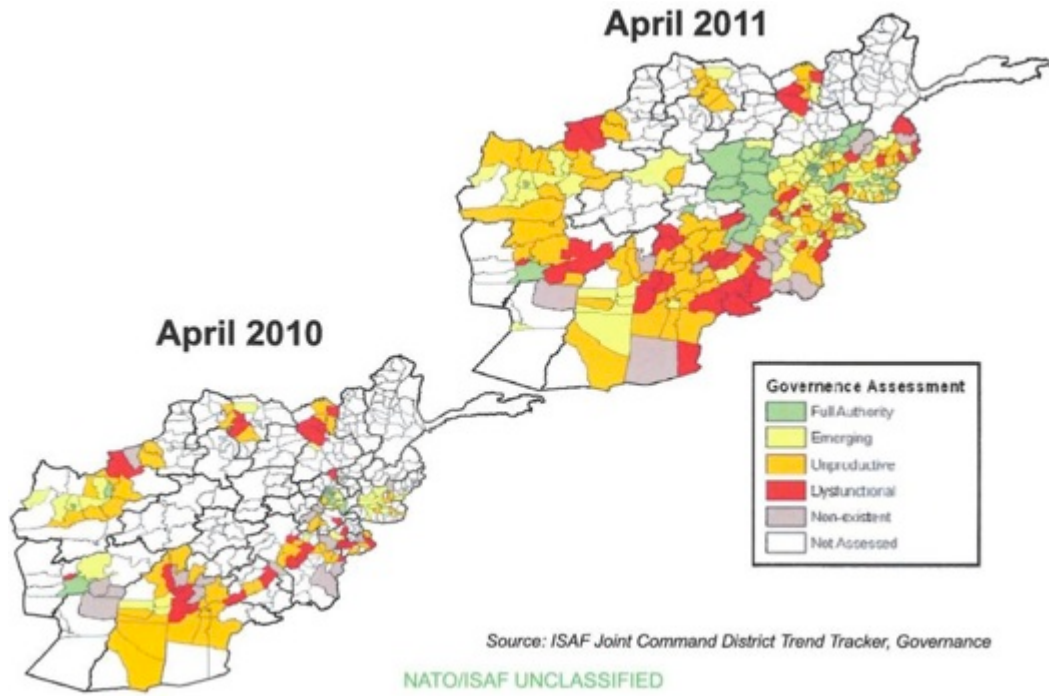 April 2011
April 2010
Governence Assessment
Full Authority
Emerging
Unproductive
Dysfunctional
Non-existent
Not Assessed
Source: ISAF Joint Command District Trend Tracker, Governance
NATO/ISAF UNCLASSIFIED